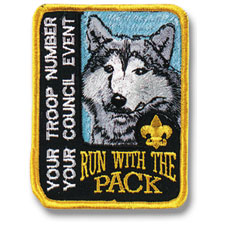 YOUR TROOP NUMBER
YOUR COUNCIL EVENT
RUN WITH THE
PACK